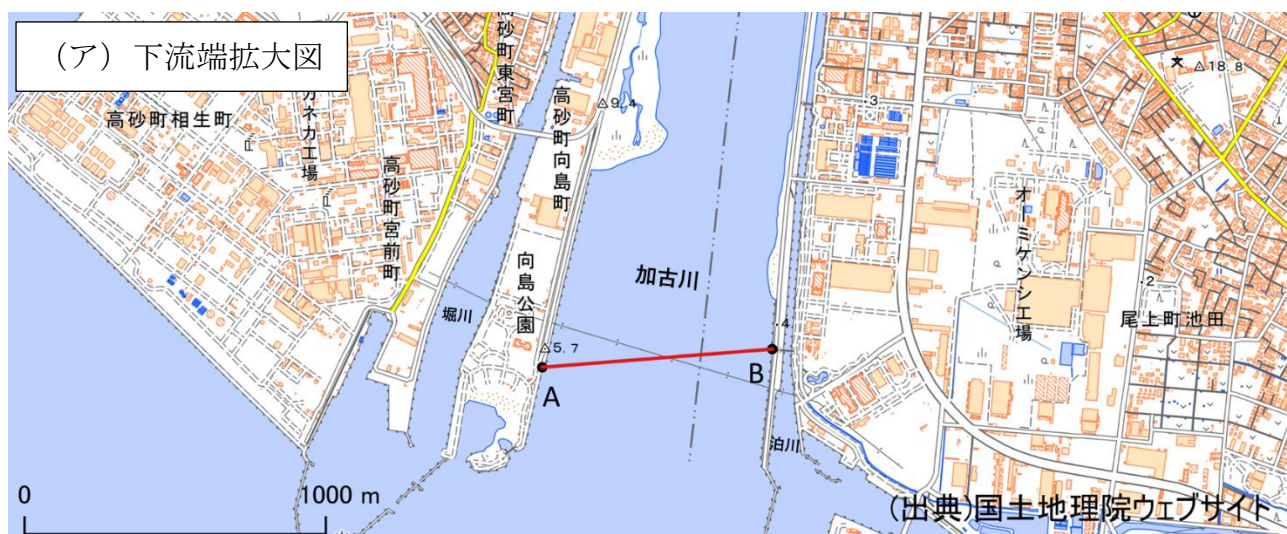 （ア）下流端拡大図
高砂町相生町
カネカ工場
高砂町宮前町
高砂町東宮町
高砂町向島町
△9.4
向島公園
堀川
加古川
△5.7
A
B
泊川
・3
・4
オーミケンシ工場
・2
尾上町池田
文
△18.8
0
1000 m
(出典)国土地理院ウェブサイト